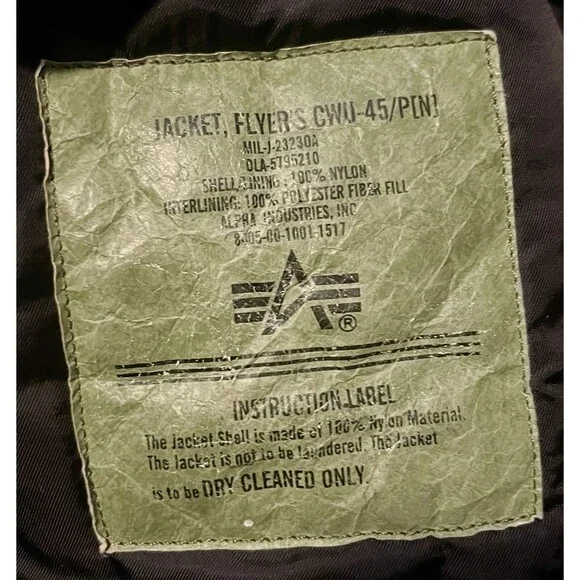 JACKET, FLYER'S CWU-45/P[N]
MIL-J-23230A
DLA-5795210
SHELL/LINING : 100% NYLON
INTERLINING: 100% POLYESTER FIBER FILL
ALPHA INDUSTRIES, INC
8405-00-1001-1517
®
INSTRUCTION LABEL
The Jacket Shell is made of 100% Nylon Material.
The Jacket is not to be laundered. The Jacket
is to be DRY CLEANED ONLY.